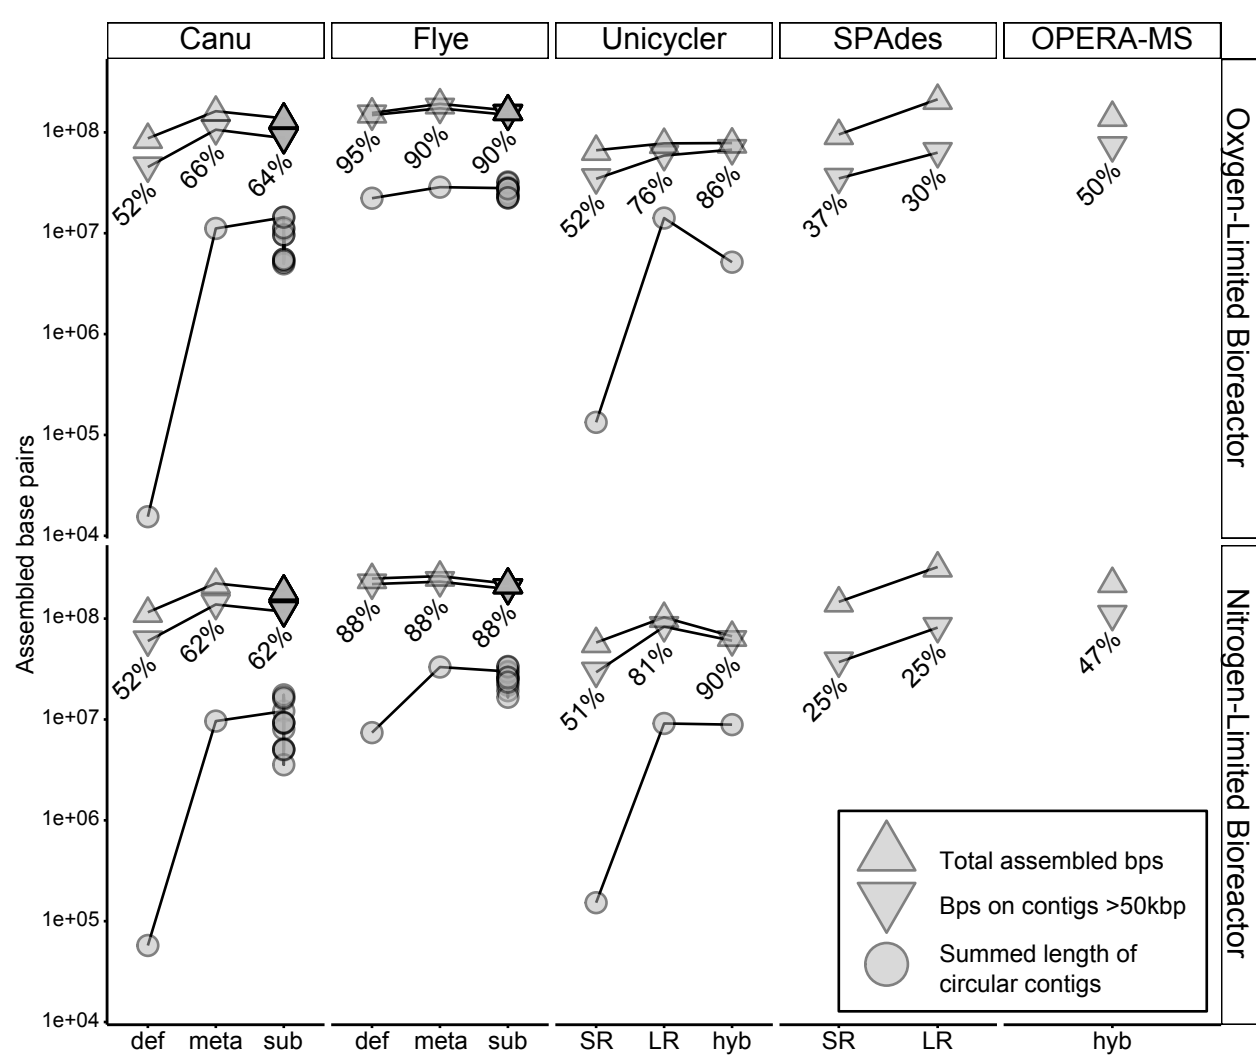 Canu Flye Unicycler SPAdes OPERA-MS
Assembled base pairs
Oxygen-Limited Bioreactor
1e+08
1e+07
1e+06
1e+05
1e+04
52% 66% 64%
95% 90% 90%
52% 76% 86%
37% 30%
50%
Nitrogen-Limited Bioreactor
1e+08
1e+07
1e+06
1e+05
1e+04
52% 62% 62%
88% 88% 88%
51% 81% 90%
25% 25%
47%
Total assembled bps
Bps on contigs >50kbp
Summed length of
circular contigs
def meta sub def meta sub SR LR hyb SR LR hyb